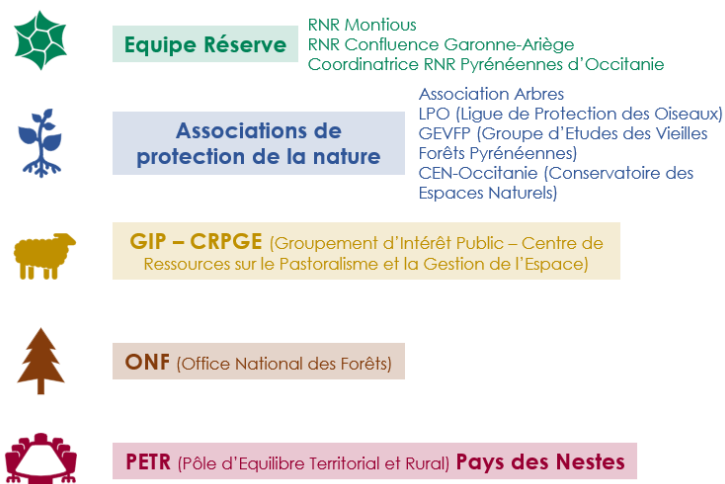 Equipe Réserve
RNR Montious
RNR Confluence Garonne-Ariège
Coordinatrice RNR Pyrénéennes d'Occitanie
Associations de
protection de la nature
Association Arbres
LPO (Ligue de Protection des Oiseaux)
GEVFP (Groupe d'Etudes des Vieilles
Forêts Pyrénéennes)
CEN-Occitanie (Conservatoire des
Espaces Naturels)
GIP – CRPGE (Groupement d'Intérêt Public – Centre de
Ressources sur le Pastoralisme et la Gestion de l'Espace)
ONF (Office National des Forêts)
PETR (Pôle d'Equilibre Territorial et Rural) Pays des Nestes